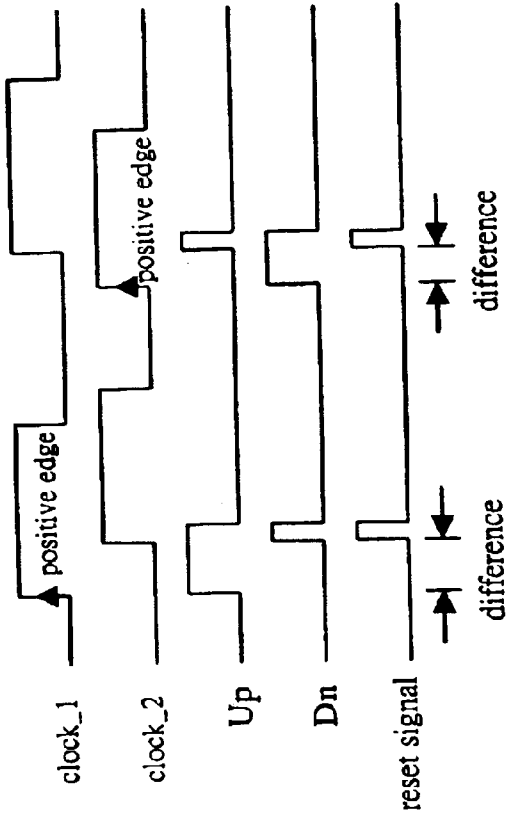 clock_1
positive edge
clock_2
positive edge
Up
Dn
reset signal
difference
difference